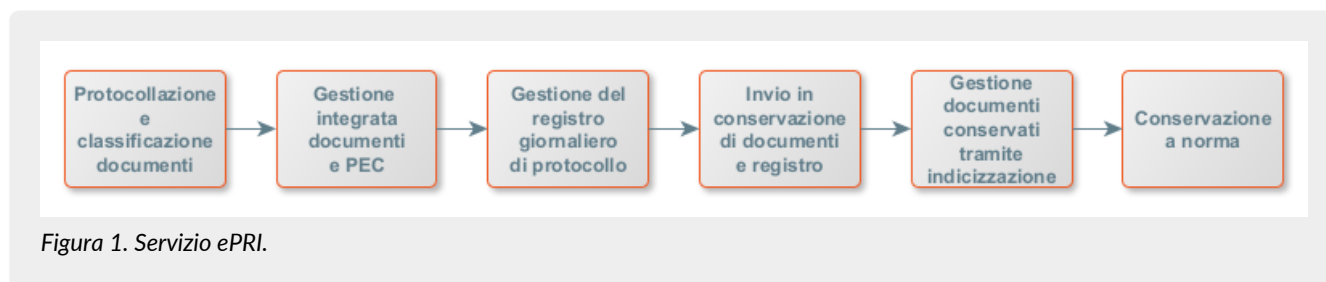 Protocollazione
e
classificazione
documenti
Gestione
integrata
documenti
e PEC
Gestione del
registro
giornaliero
di protocollo
Invio in
conservazione
di documenti
e registro
Gestione
documenti
conservati
tramite
indicizzazione
Conservazione
a norma
Figura 1. Servizio ePRI.